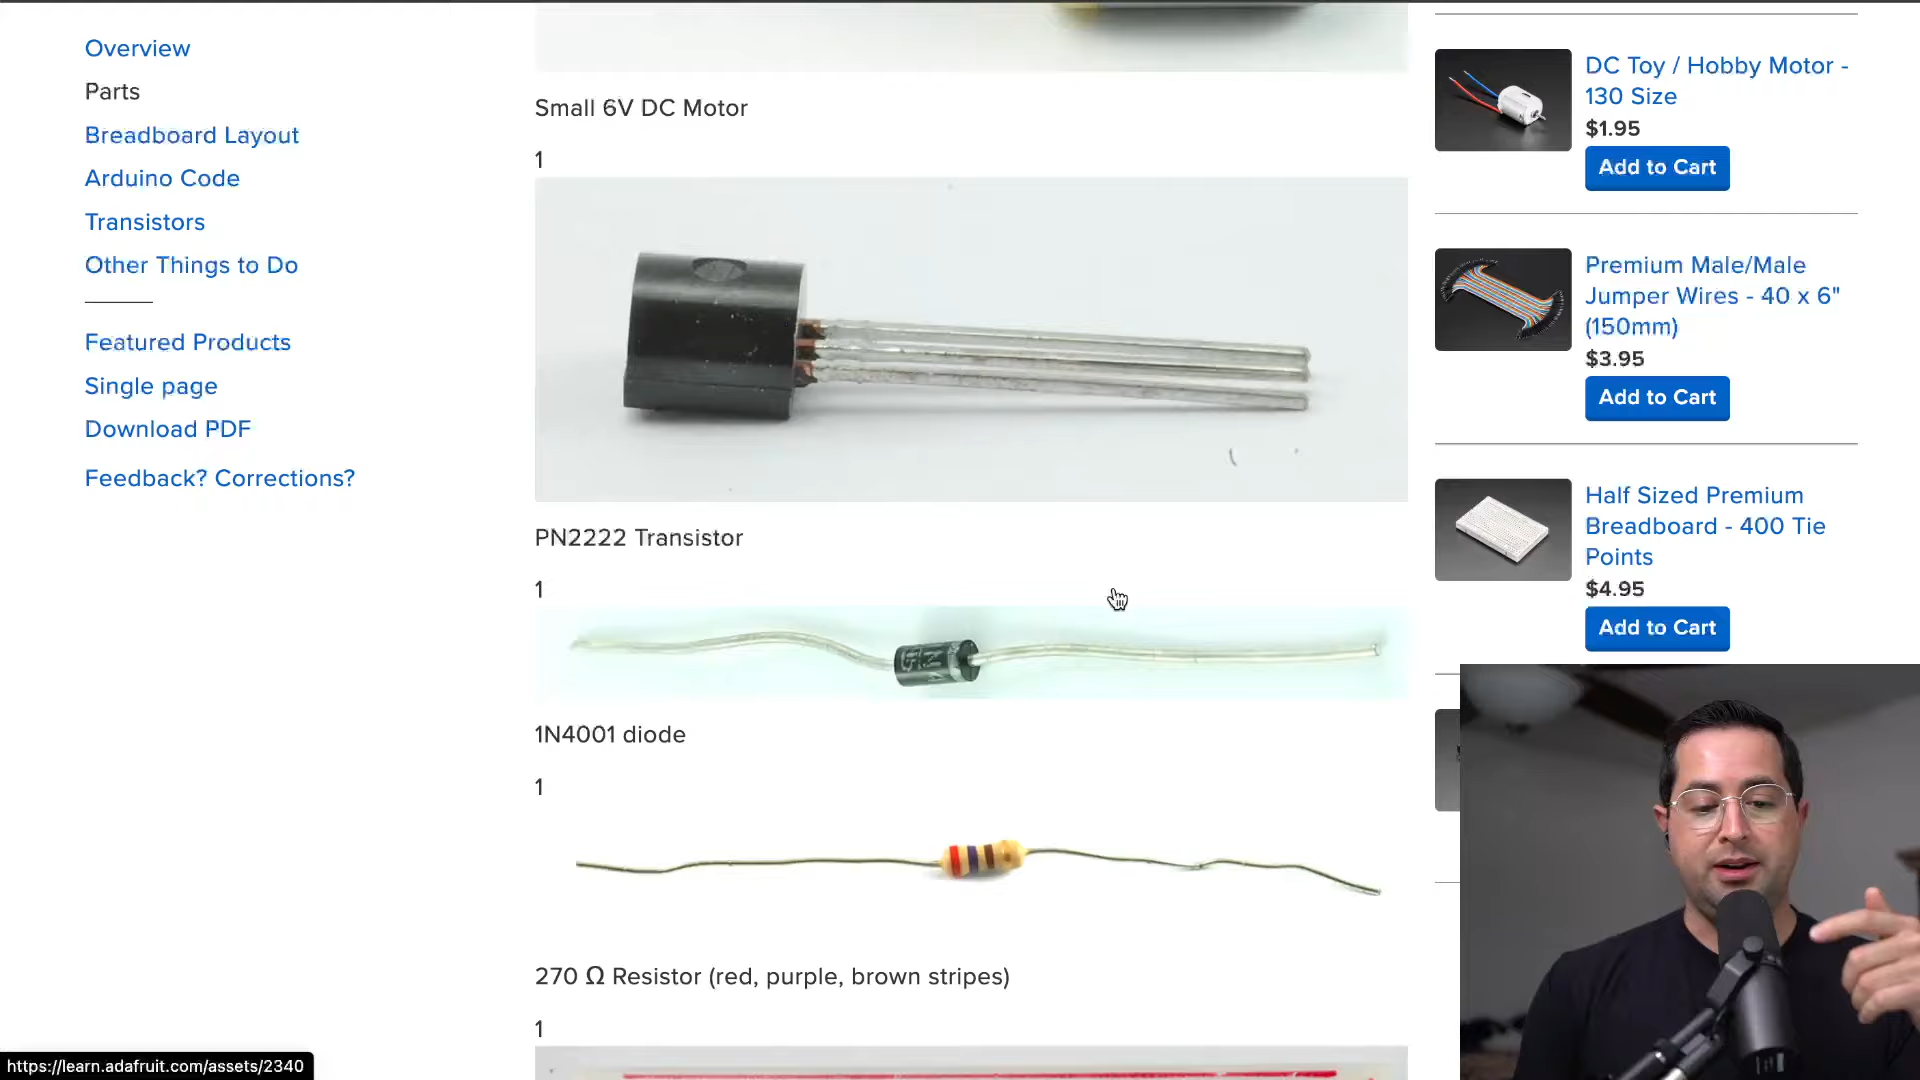 Overview
Parts
Breadboard Layout
Arduino Code
Transistors
Other Things to Do
Featured Products
Single page
Download PDF
Feedback? Corrections?
Small 6V DC Motor
1
PN2222 Transistor
1
1N4001 diode
1
270 Ω Resistor (red, purple, brown stripes)
1
DC Toy / Hobby Motor -
130 Size
$1.95
Add to Cart
Premium Male/Male
Jumper Wires - 40 x 6"
(150mm)
$3.95
Add to Cart
Half Sized Premium
Breadboard - 400 Tie
Points
$4.95
Add to Cart
https://learn.adafruit.com/assets/2340